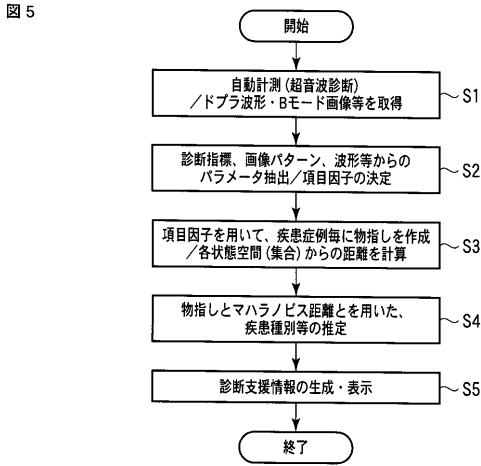 図5
開始
自動計測(超音波診断)
/ドプラ波形・Bモード画像等を取得
S1
診断指標、画像パターン、波形等からの
パラメータ抽出/項目因子の決定
S2
項目因子を用いて、疾患症例毎に物指しを作成
/各状態空間(集合)からの距離を計算
S3
物指しとマハラノビス距離とを用いた、
疾患種別等の推定
S4
診断支援情報の生成・表示
S5
終了